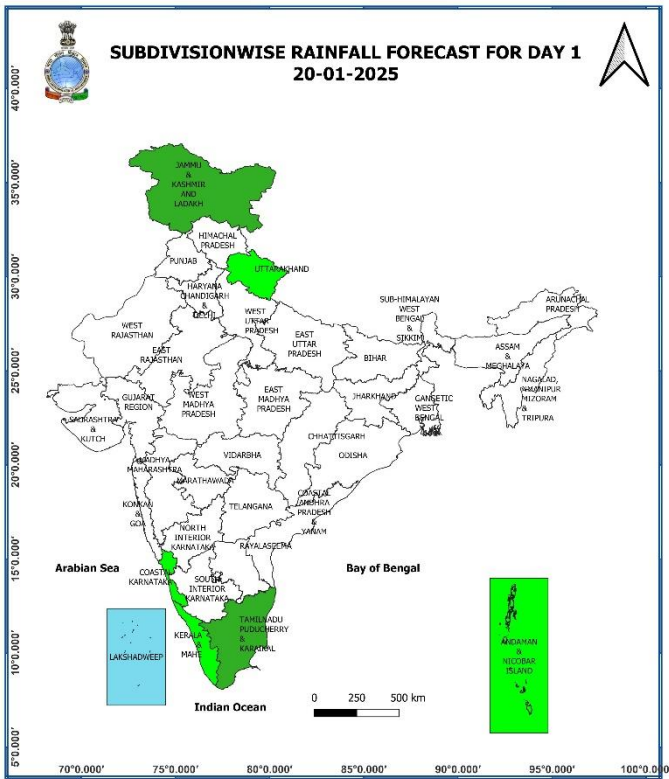 SUBDIVISIONWISE RAINFALL FORECAST FOR DAY 1
20-01-2025
40°0.000'
35°0.000'
30°0.000'
25°0.000'
20°0.000'
15°0.000'
10°0.000'
5°0.000'
JAMMU
&
KASHMIR
AND
LADAKH
HIMACHAL
PRADESH
PUNJAB
UTTARAKHAND
HARYANA
CHANDIGARH
&
DELHI
WEST
UTTAR
PRADESH
EAST
UTTAR
PRADESH
SUB-HIMALAYAN
WEST
BENGAL
&
SIKKIM
ARUNACHAL
PRADESH
WEST
RAJASTHAN
EAST
RAJASTHAN
BIHAR
ASSAM
&
MEGHALAYA
NAGALAD,
MANIPUR
MIZORAM
&
TRIPURA
GUJARAT
REGION
SAURASHTRA
&
KUTCH
WEST
MADHYA
PRADESH
EAST
MADHYA
PRADESH
JHARKHAND
GANGETIC
WEST
BENGAL
CHHATTISGARH
ODISHA
MADHYA
MAHARASHTRA
VIDARBHA
MARATHAWADA
KONKAN
&
GOA
TELANGANA
COASTAL
ANDHRA
PRADESH
&
YANAM
NORTH
INTERIOR
KARNATAKA
RAYALASEEMA
Arabian Sea
Bay of Bengal
COASTAL
KARNATAKA
SOUTH
INTERIOR
KARNATAKA
TAMILNADU
PUDUCHERRY
&
KARAIKAL
KERALA
&
MAHE
LAKSHADWEEP
ANDAMAN
&
NICOBAR
ISLAND
Indian Ocean
0 250 500 km
70°0.000' 75°0.000' 80°0.000' 85°0.000' 90°0.000' 95°0.000' 100°0.000'